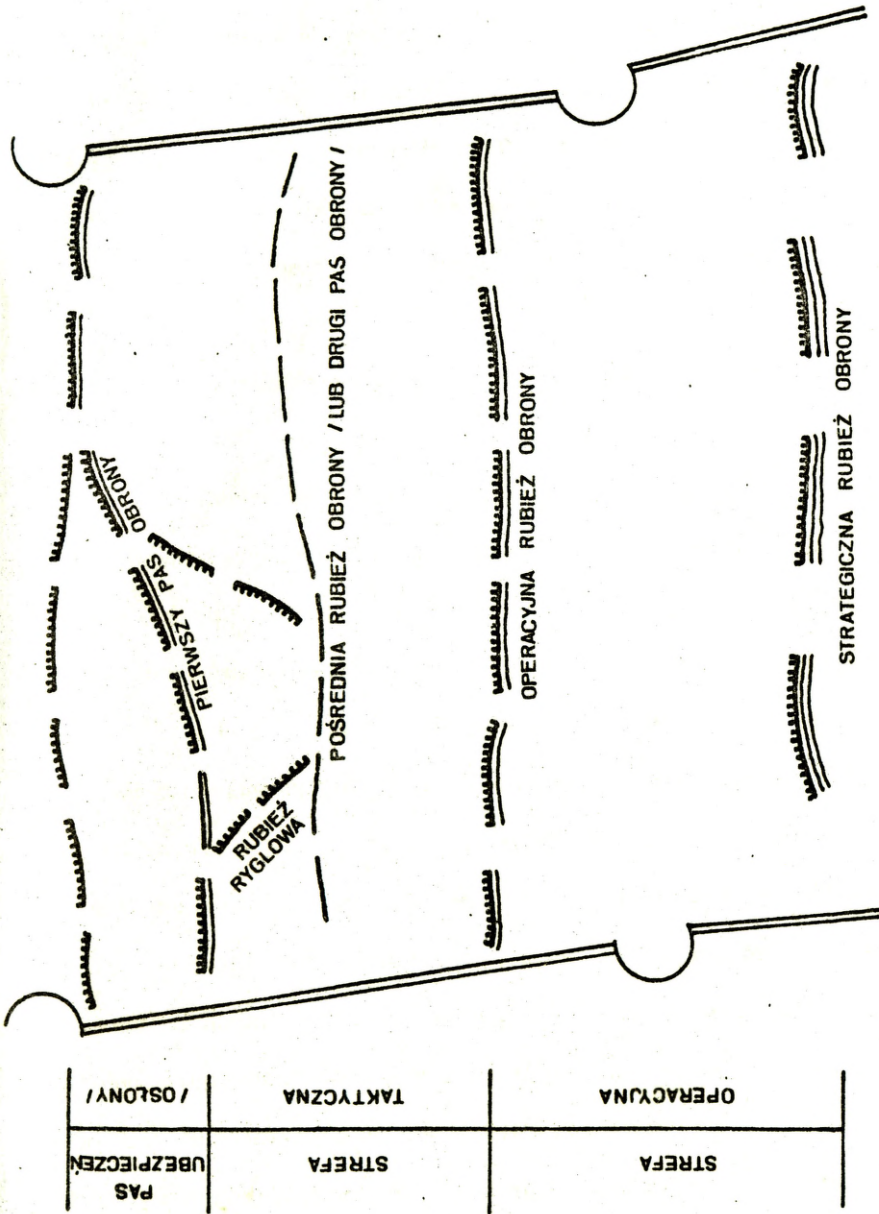 PAS
UBEZPIECZEŃ
/OSŁONY/
STREFA
TAKTYCZNA
STREFA
OPERACYJNA
PIERWSZY PAS OBRONY
RUBIEŻ
RYGLOWA
POŚREDNIA RUBIEŻ OBRONY /LUB DRUGI PAS OBRONY/
OPERACYJNA RUBIEŻ OBRONY
STRATEGICZNA RUBIEŻ OBRONY